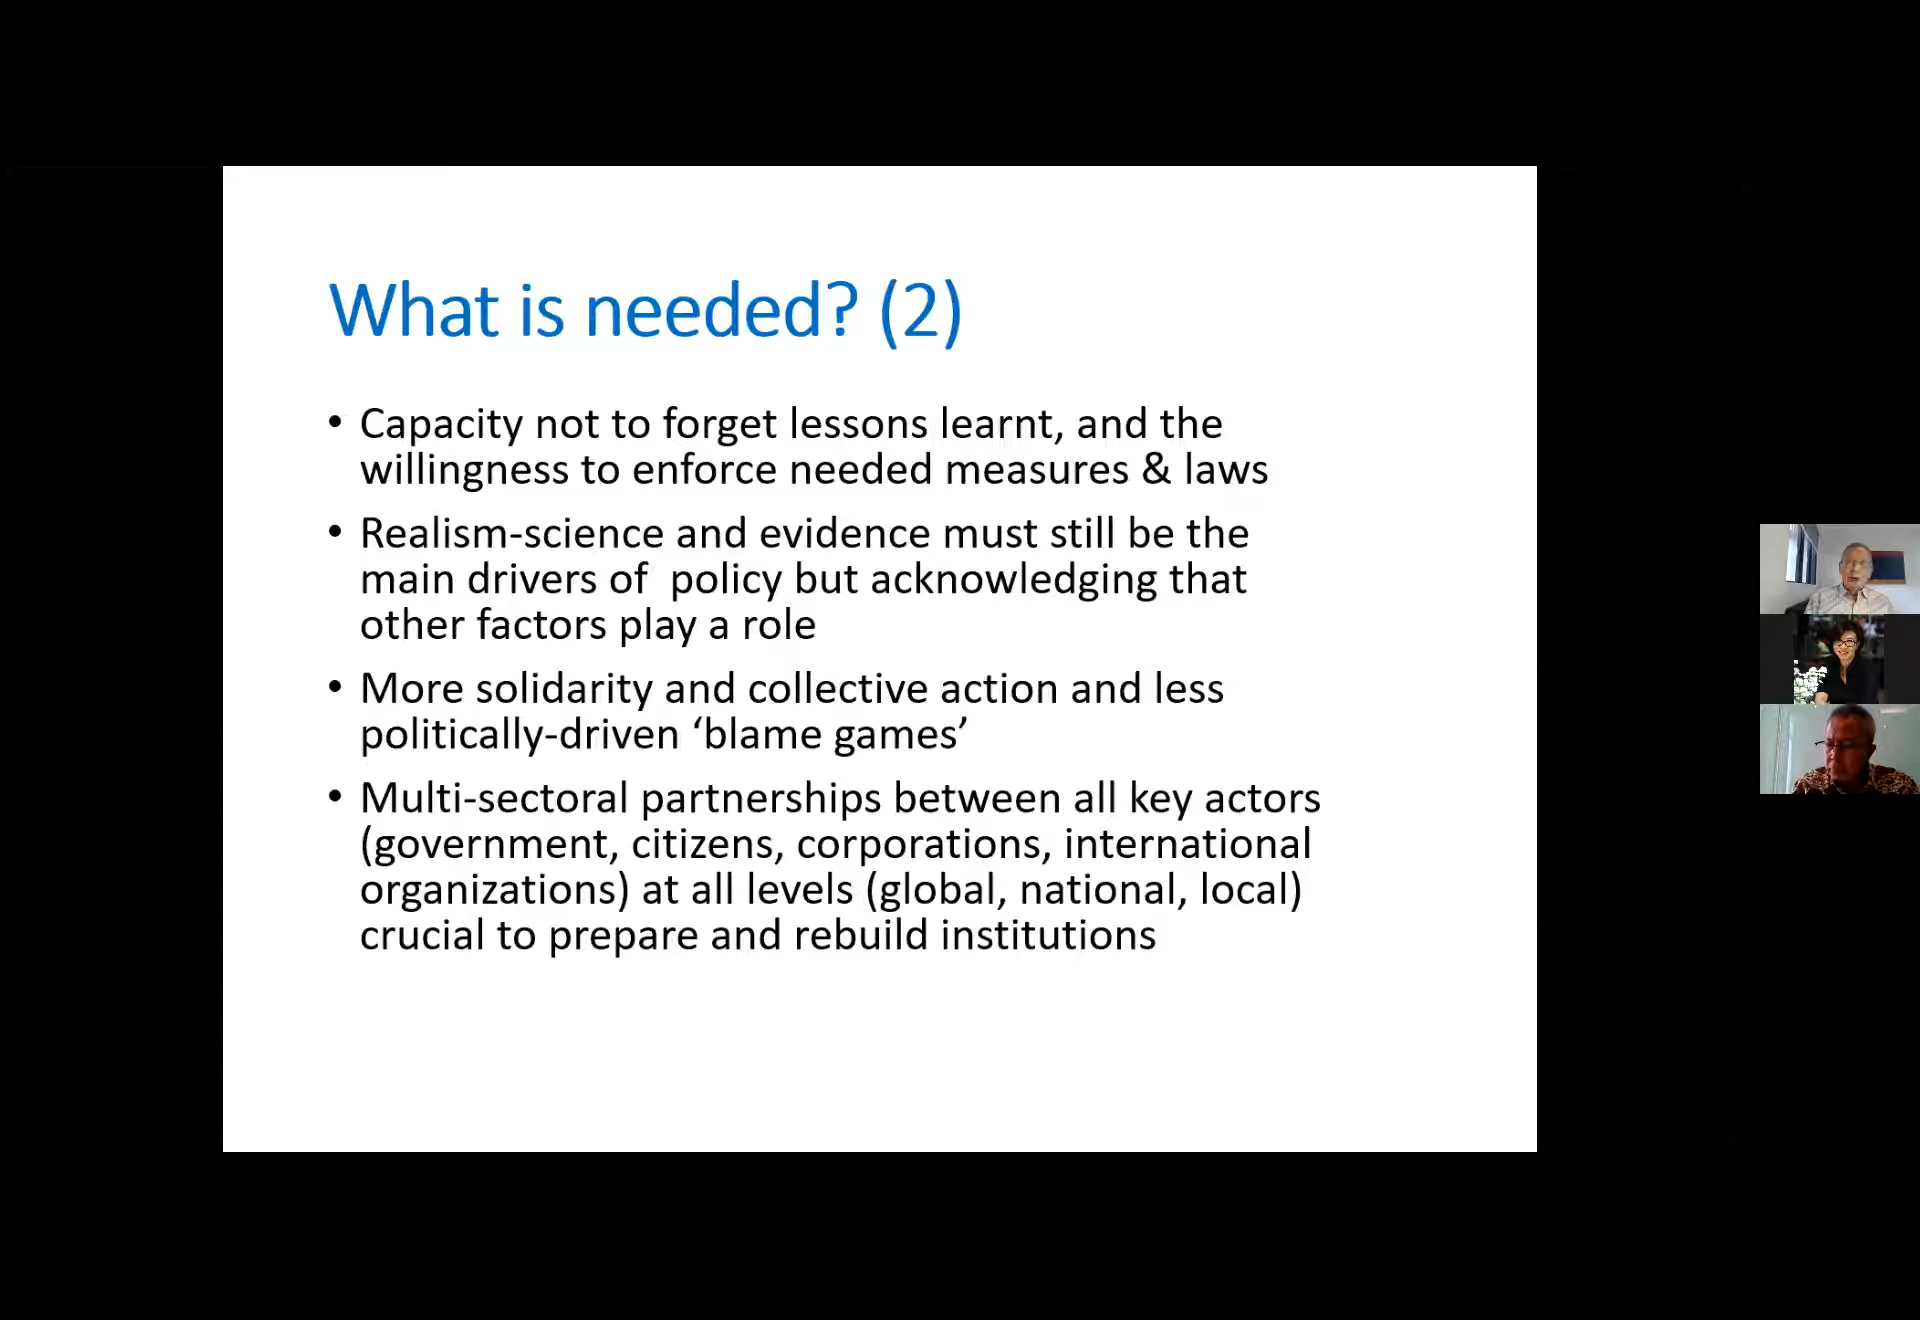 What is needed? (2)
• Capacity not to forget lessons learnt, and the
willingness to enforce needed measures & laws
• Realism-science and evidence must still be the
main drivers of  policy but acknowledging that
other factors play a role
• More solidarity and collective action and less
politically-driven ‘blame games’
• Multi-sectoral partnerships between all key actors
(government, citizens, corporations, international
organizations) at all levels (global, national, local)
crucial to prepare and rebuild institutions